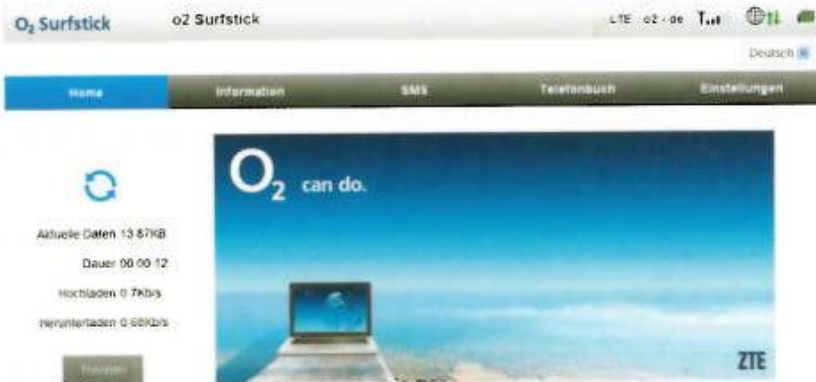 O2 Surfstick
o2 Surfstick
LTE o2-de
Deutsch
Home
Information
SMS
Telefonbuch
Einstellungen
O2 can do.
Aktuelle Daten 13.87KB
Dauer 00:00:12
Hochladen 0.7Kb/s
Herunterladen 0.68Kb/s
Trennen
ZTE